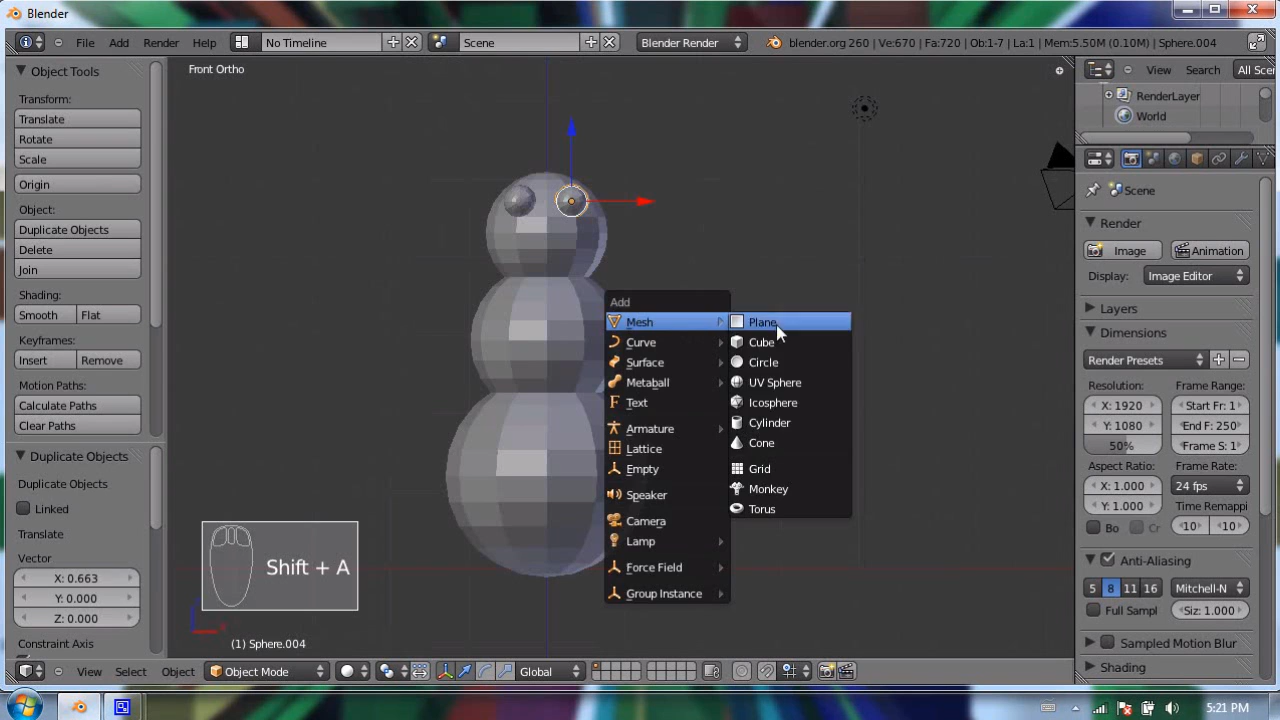 Blender
File Add Render Help
No Timeline
Scene
Blender Render
blender.org 260 | Ve:670 | Fa:720 | Ob:1-7 | La:1 | Mem:5.50M (0.10M) | Sphere.004
Object Tools
Transform:
Translate
Rotate
Scale
Origin
Object:
Duplicate Objects
Delete
Join
Shading:
Smooth Flat
Keyframes:
Insert Remove
Motion Paths:
Calculate Paths
Clear Paths
Duplicate Objects
Duplicate Objects
Linked
Translate
Vector
X: 0.663
Y: 0.000
Z: 0.000
Constraint Axis
Front Ortho
Add
Mesh
Curve
Surface
Metaball
Text
Armature
Lattice
Empty
Speaker
Camera
Lamp
Force Field
Group Instance
Plane
Cube
Circle
UV Sphere
Icosphere
Cylinder
Cone
Grid
Monkey
Torus
Shift + A
(1) Sphere.004
View Select Object
Object Mode
Global
View Search All Scen
RenderLayer
World
Scene
Render
Image Animation
Display: Image Editor
Layers
Dimensions
Render Presets
Resolution: Frame Range:
X: 1920 Start Fr: 1
Y: 1080 End F: 250
50% Frame S: 1
Aspect Ratio: Frame Rate:
X: 1.000 24 fps
Y: 1.000 Time Remappi
Bo Cr 10 10
Anti-Aliasing
5 8 11 16 Mitchell-N
Full Sampl Siz: 1.000
Sampled Motion Blur
Shading
5:21 PM